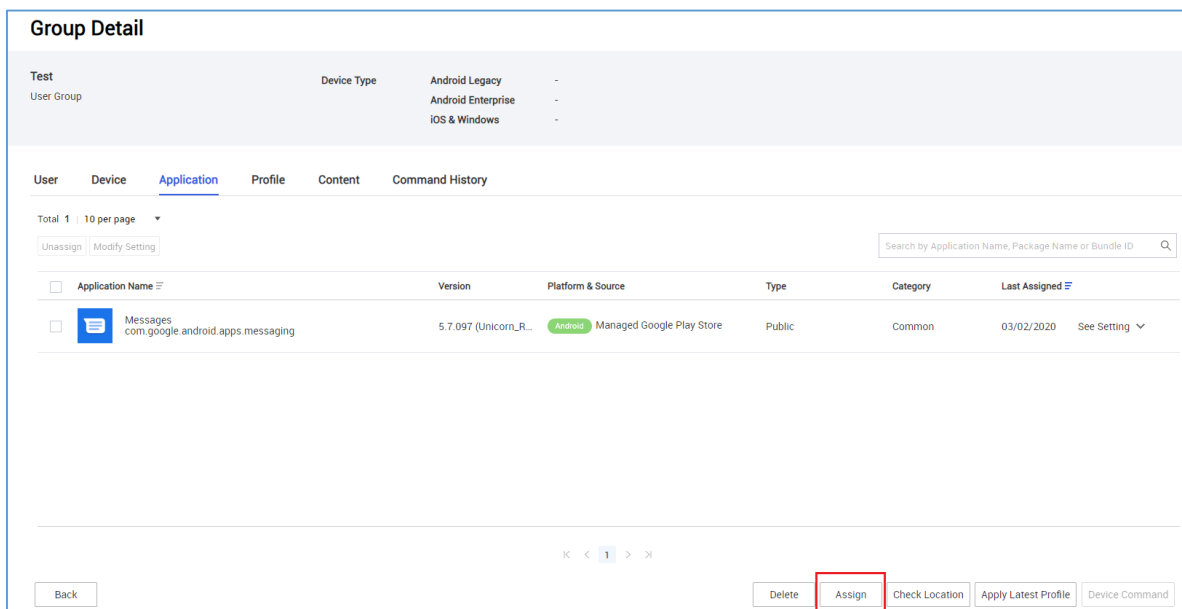 Group Detail
Test
User Group
Device Type
Android Legacy -
Android Enterprise -
iOS & Windows -
User Device Application Profile Content Command History
Total 1 | 10 per page
Unassign Modify Setting
Search by Application Name, Package Name or Bundle ID
Application Name Version Platform & Source Type Category Last Assigned
Messages
com.google.android.apps.messaging
5.7.097 (Unicorn_R... Android Managed Google Play Store Public Common 03/02/2020 See Setting
1
Back Delete Assign Check Location Apply Latest Profile Device Command